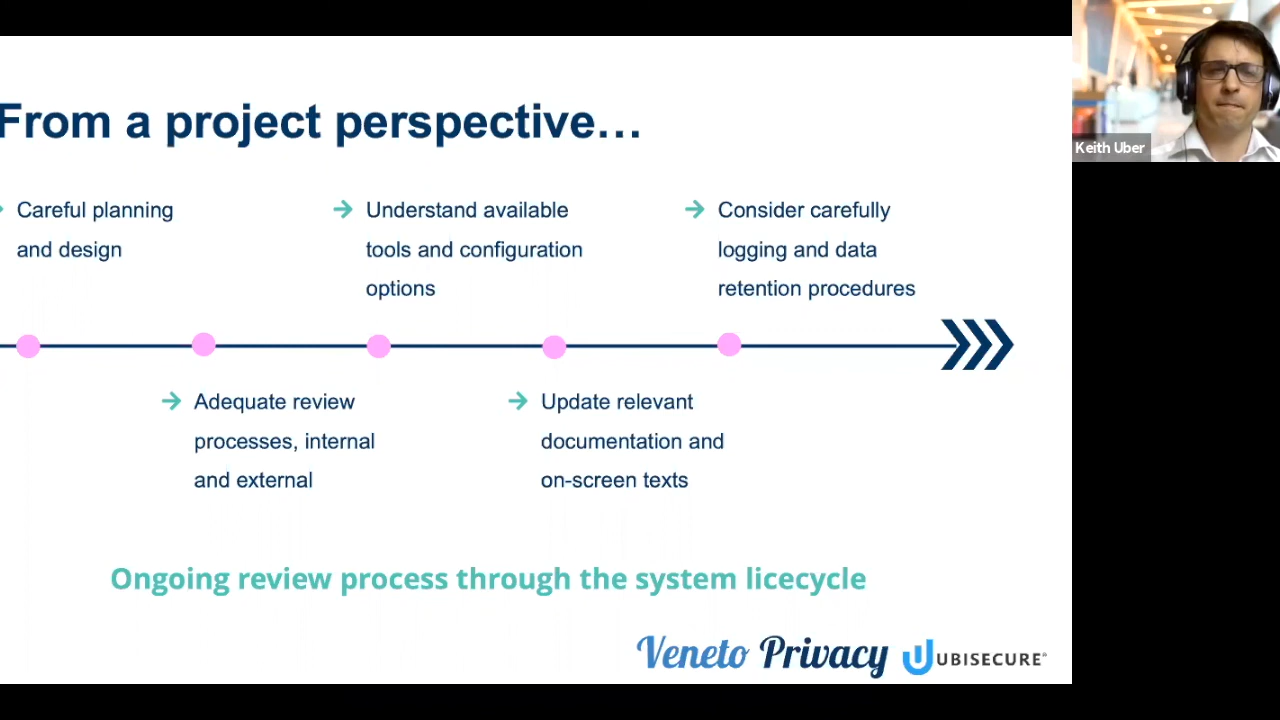 From a project perspective…
Careful planning
and design
Understand available
tools and configuration
options
Consider carefully
logging and data
retention procedures
Adequate review
processes, internal
and external
Update relevant
documentation and
on-screen texts
Ongoing review process through the system licecycle
Veneto Privacy
UBISECURE®
Keith Uber